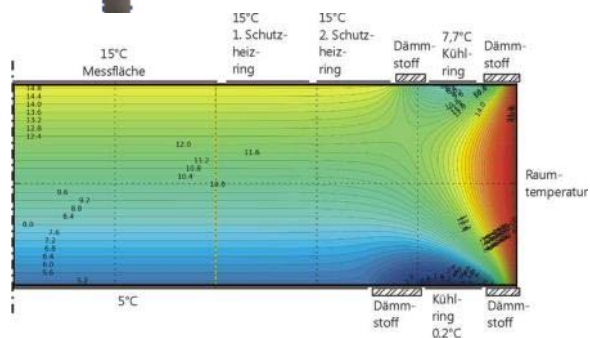 15°C
1. Schutz-
heiz-
ring
15°C
2. Schutz-
heiz-
ring
15°C
Messfläche
Dämm-
stoff
7,7°C
Kühl-
ring
Dämm-
stoff
14.8
14.4
14.0
13.6
13.2
12.8
12.4
12.0
11.6
11.2
10.8
10.4
10.0
9.6
9.2
8.8
8.4
8.0
7.6
7.2
6.8
6.4
6.0
5.6
5.2
14.0
Raum-
temperatur
5°C
Dämm-
stoff
Kühl-
ring
0,2°C
Dämm-
stoff